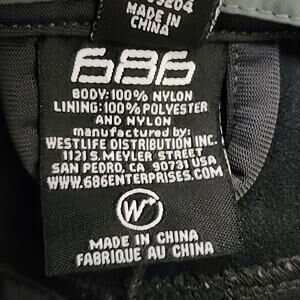 MADE IN
CHINA
686
BODY: 100% NYLON
LINING: 100% POLYESTER
AND NYLON
manufactured by:
WESTLIFE DISTRIBUTION INC.
1121 S. MEYLER STREET
SAN PEDRO, CA 90731 USA
WWW.686ENTERPRISES.COM
W
MADE IN CHINA
FABRIQUE AU CHINA